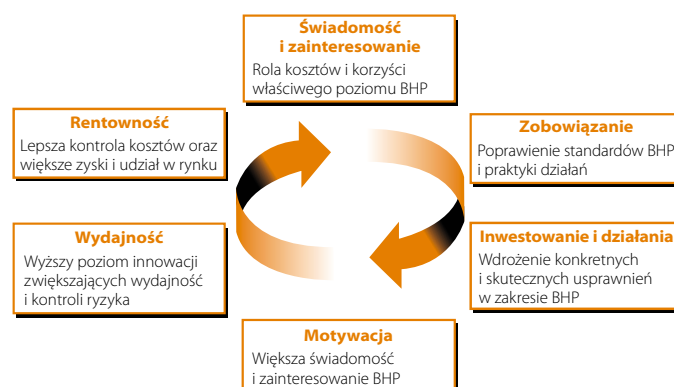 Świadomość
i zainteresowanie
Rola kosztów i korzyści
właściwego poziomu BHP
Zobowiązanie
Poprawienie standardów BHP
i praktyki działań
Inwestowanie i działania
Wdrożenie konkretnych
i skutecznych usprawnień
w zakresie BHP
Motywacja
Większa świadomość
i zainteresowanie BHP
Wydajność
Wyższy poziom innowacji
zwiększających wydajność
i kontroli ryzyka
Rentowność
Lepsza kontrola kosztów oraz
większe zyski i udział w rynku